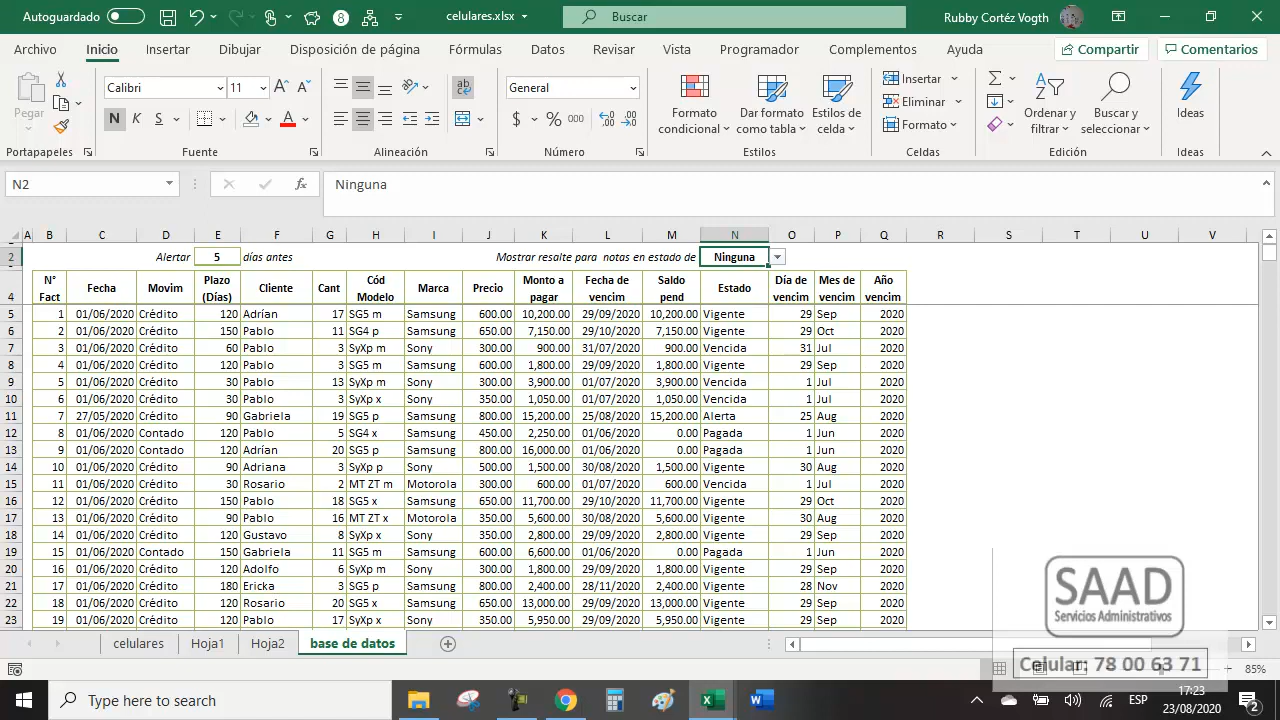 Autoguardado
celulares.xlsx
Buscar
Rubby Cortéz Vogth
Archivo Inicio Insertar Dibujar Disposición de página Fórmulas Datos Revisar Vista Programador Complementos Ayuda Compartir Comentarios
Pegar
Calibri 11
N K S
General
$ % 000
Formato condicional
Dar formato como tabla
Estilos de celda
Insertar
Eliminar
Formato
Ordenar y filtrar
Buscar y seleccionar
Ideas
Portapapeles Fuente Alineación Número Estilos Celdas Edición Ideas
N2 fx Ninguna
A B C D E F G H I J K L M N O P Q R S T U V
2 Alertar 5 días antes Mostrar resalte para notas en estado de Ninguna
4 N° Fact Fecha Movim Plazo (Días) Cliente Cant Cód Modelo Marca Precio Monto a pagar Fecha de vencim Saldo pend Estado Día de vencim Mes de vencim Año vencim
5 1 01/06/2020 Crédito 120 Adrían 17 SG5 m Samsung 600.00 10,200.00 29/09/2020 10,200.00 Vigente 29 Sep 2020
6 2 01/06/2020 Crédito 150 Pablo 11 SG4 p Samsung 650.00 7,150.00 29/10/2020 7,150.00 Vigente 29 Oct 2020
7 3 01/06/2020 Crédito 60 Pablo 3 SyXp m Sony 300.00 900.00 31/07/2020 900.00 Vencida 31 Jul 2020
8 4 01/06/2020 Crédito 120 Pablo 3 SG5 m Samsung 600.00 1,800.00 29/09/2020 1,800.00 Vigente 29 Sep 2020
9 5 01/06/2020 Crédito 30 Pablo 13 SyXp m Sony 300.00 3,900.00 01/07/2020 3,900.00 Vencida 1 Jul 2020
10 6 01/06/2020 Crédito 30 Pablo 3 SyXp x Sony 350.00 1,050.00 01/07/2020 1,050.00 Vencida 1 Jul 2020
11 7 27/05/2020 Crédito 90 Gabriela 19 SG5 p Samsung 800.00 15,200.00 25/08/2020 15,200.00 Alerta 25 Aug 2020
12 8 01/06/2020 Contado 120 Pablo 5 SG4 x Samsung 450.00 2,250.00 01/06/2020 0.00 Pagada 1 Jun 2020
13 9 01/06/2020 Contado 120 Adrían 20 SG5 p Samsung 800.00 16,000.00 01/06/2020 0.00 Pagada 1 Jun 2020
14 10 01/06/2020 Crédito 90 Adriana 3 SyXp p Sony 500.00 1,500.00 30/08/2020 1,500.00 Vigente 30 Aug 2020
15 11 01/06/2020 Crédito 30 Rosario 2 MT ZT m Motorola 300.00 600.00 01/07/2020 600.00 Vencida 1 Jul 2020
16 12 01/06/2020 Crédito 150 Pablo 18 SG5 x Samsung 650.00 11,700.00 29/10/2020 11,700.00 Vigente 29 Oct 2020
17 13 01/06/2020 Crédito 90 Pablo 16 MT ZT x Motorola 350.00 5,600.00 30/08/2020 5,600.00 Vigente 30 Aug 2020
18 14 01/06/2020 Crédito 120 Gustavo 8 SyXp x Sony 350.00 2,800.00 29/09/2020 2,800.00 Vigente 29 Sep 2020
19 15 01/06/2020 Contado 150 Gabriela 11 SG5 m Samsung 600.00 6,600.00 01/06/2020 0.00 Pagada 1 Jun 2020
20 16 01/06/2020 Crédito 120 Adolfo 6 SyXp m Sony 300.00 1,800.00 29/09/2020 1,800.00 Vigente 29 Sep 2020
21 17 01/06/2020 Crédito 180 Ericka 3 SG5 p Samsung 800.00 2,400.00 28/11/2020 2,400.00 Vigente 28 Nov 2020
22 18 01/06/2020 Crédito 120 Rosario 20 SG5 x Samsung 650.00 13,000.00 29/09/2020 13,000.00 Vigente 29 Sep 2020
23 19 01/06/2020 Crédito 120 Pablo 17 SyXp x Sony 350.00 5,950.00 29/09/2020 5,950.00 Vigente 29 Sep 2020
SAAD
Servicios Administrativos
celulares Hoja1 Hoja2 base de datos
Celular: 78 00 63 71
85%
Type here to search
ESP
17:23
23/08/2020
2